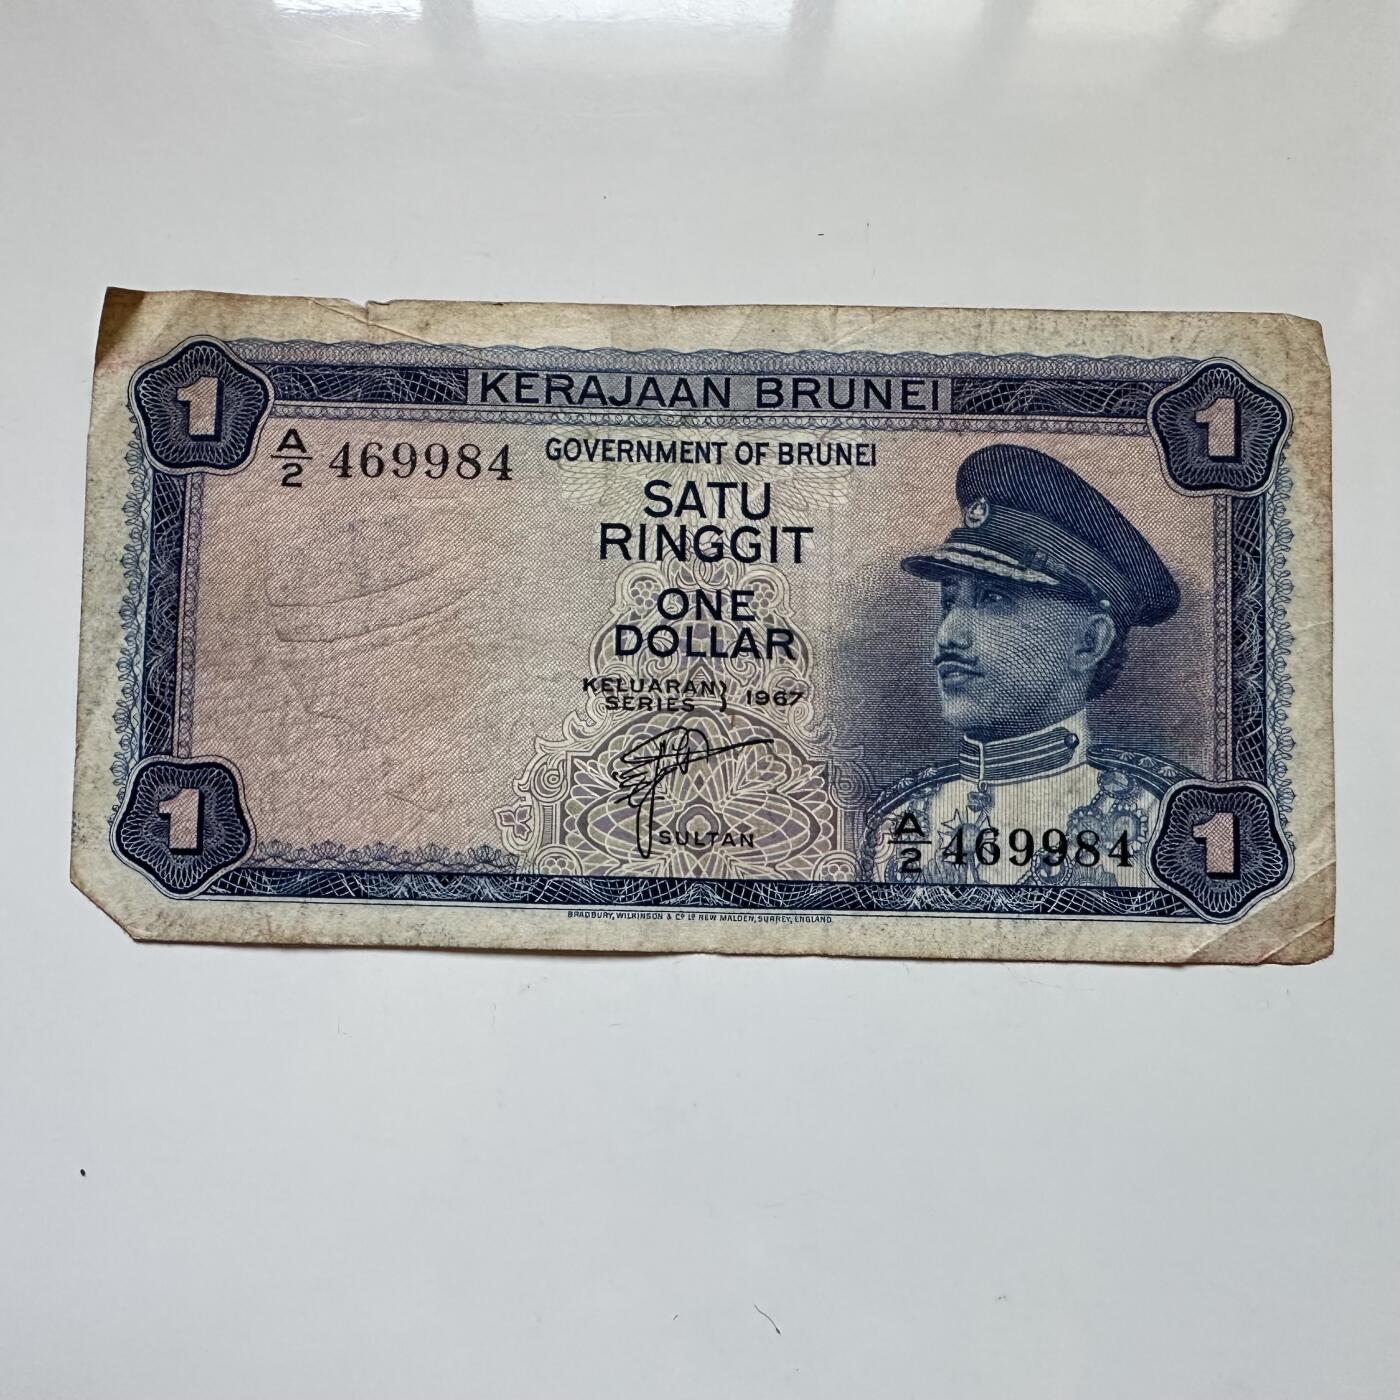 1
1
KERAJAAN BRUNEI
A/2 469984
GOVERNMENT OF BRUNEI
SATU
RINGGIT
ONE
DOLLAR
KELUARAN
SERIES } 1967
SULTAN
A/2 469984
1
1
BRADBURY, WILKINSON & Cº Lº NEW MALDEN, SURREY, ENGLAND.